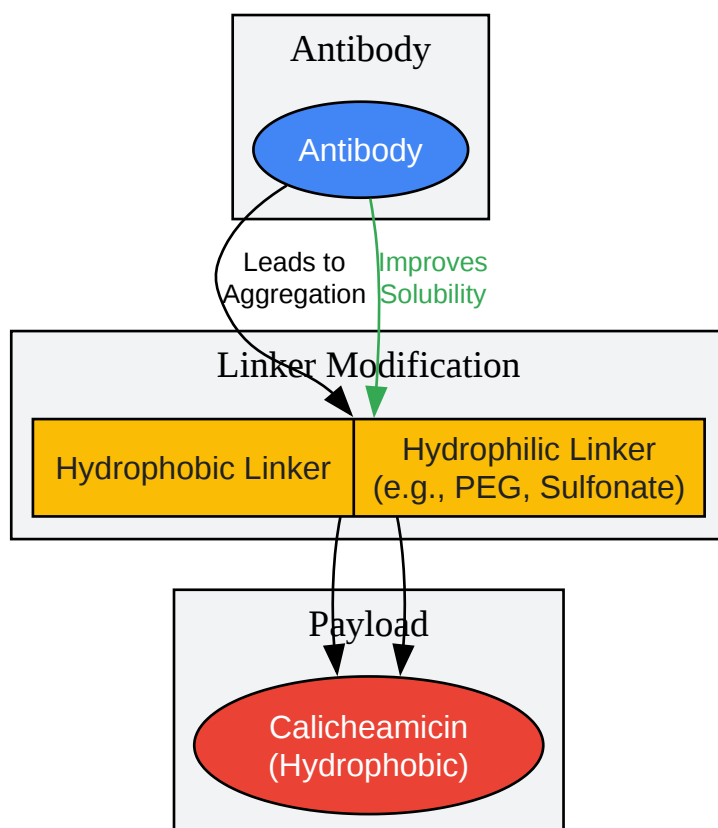 Antibody
Antibody
Leads to
Aggregation
Improves
Solubility
Linker Modification
Hydrophobic Linker
Hydrophilic Linker
(e.g., PEG, Sulfonate)
Payload
Calicheamicin
(Hydrophobic)